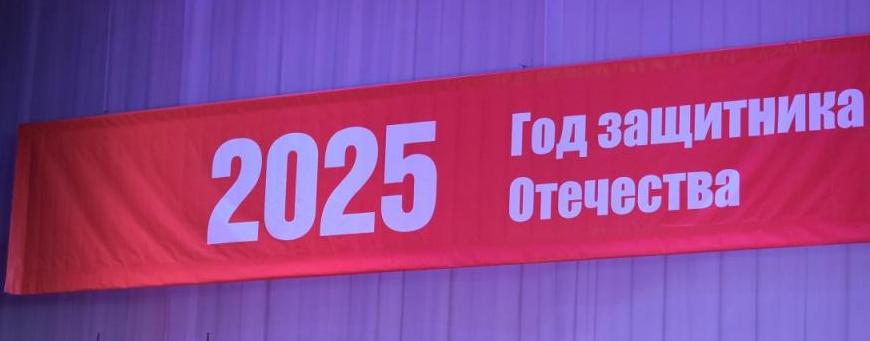 2025
Год защитника
Отечества